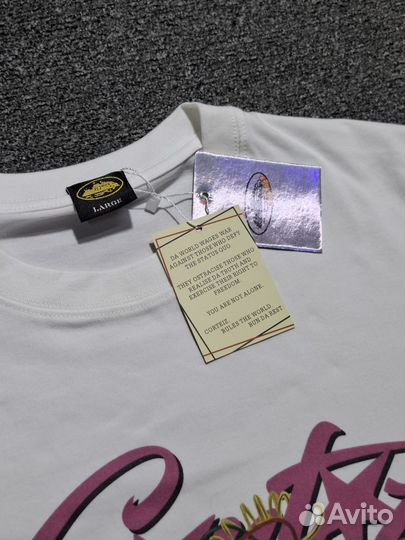 LARGE
DA WORLD WAGES WAR
AGAINST THOSE WHO DEFY
THE STATUS QUO
THEY OSTRACISE THOSE WHO
REALISE DA TRUTH AND
EXERCISE THEIR RIGHT TO
FREEDOM.
YOU ARE NOT ALONE.
CORTEIZ RULES THE WORLD
RUN DA REST
Avito